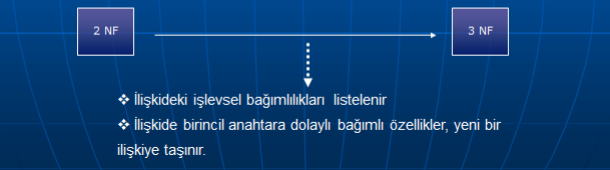 2 NF
3 NF
❖ İlişkideki işlevsel bağımlılıkları listelenir
❖ İlişkide birincil anahtara dolaylı bağımlı özellikler, yeni bir
ilişkiye taşınır.